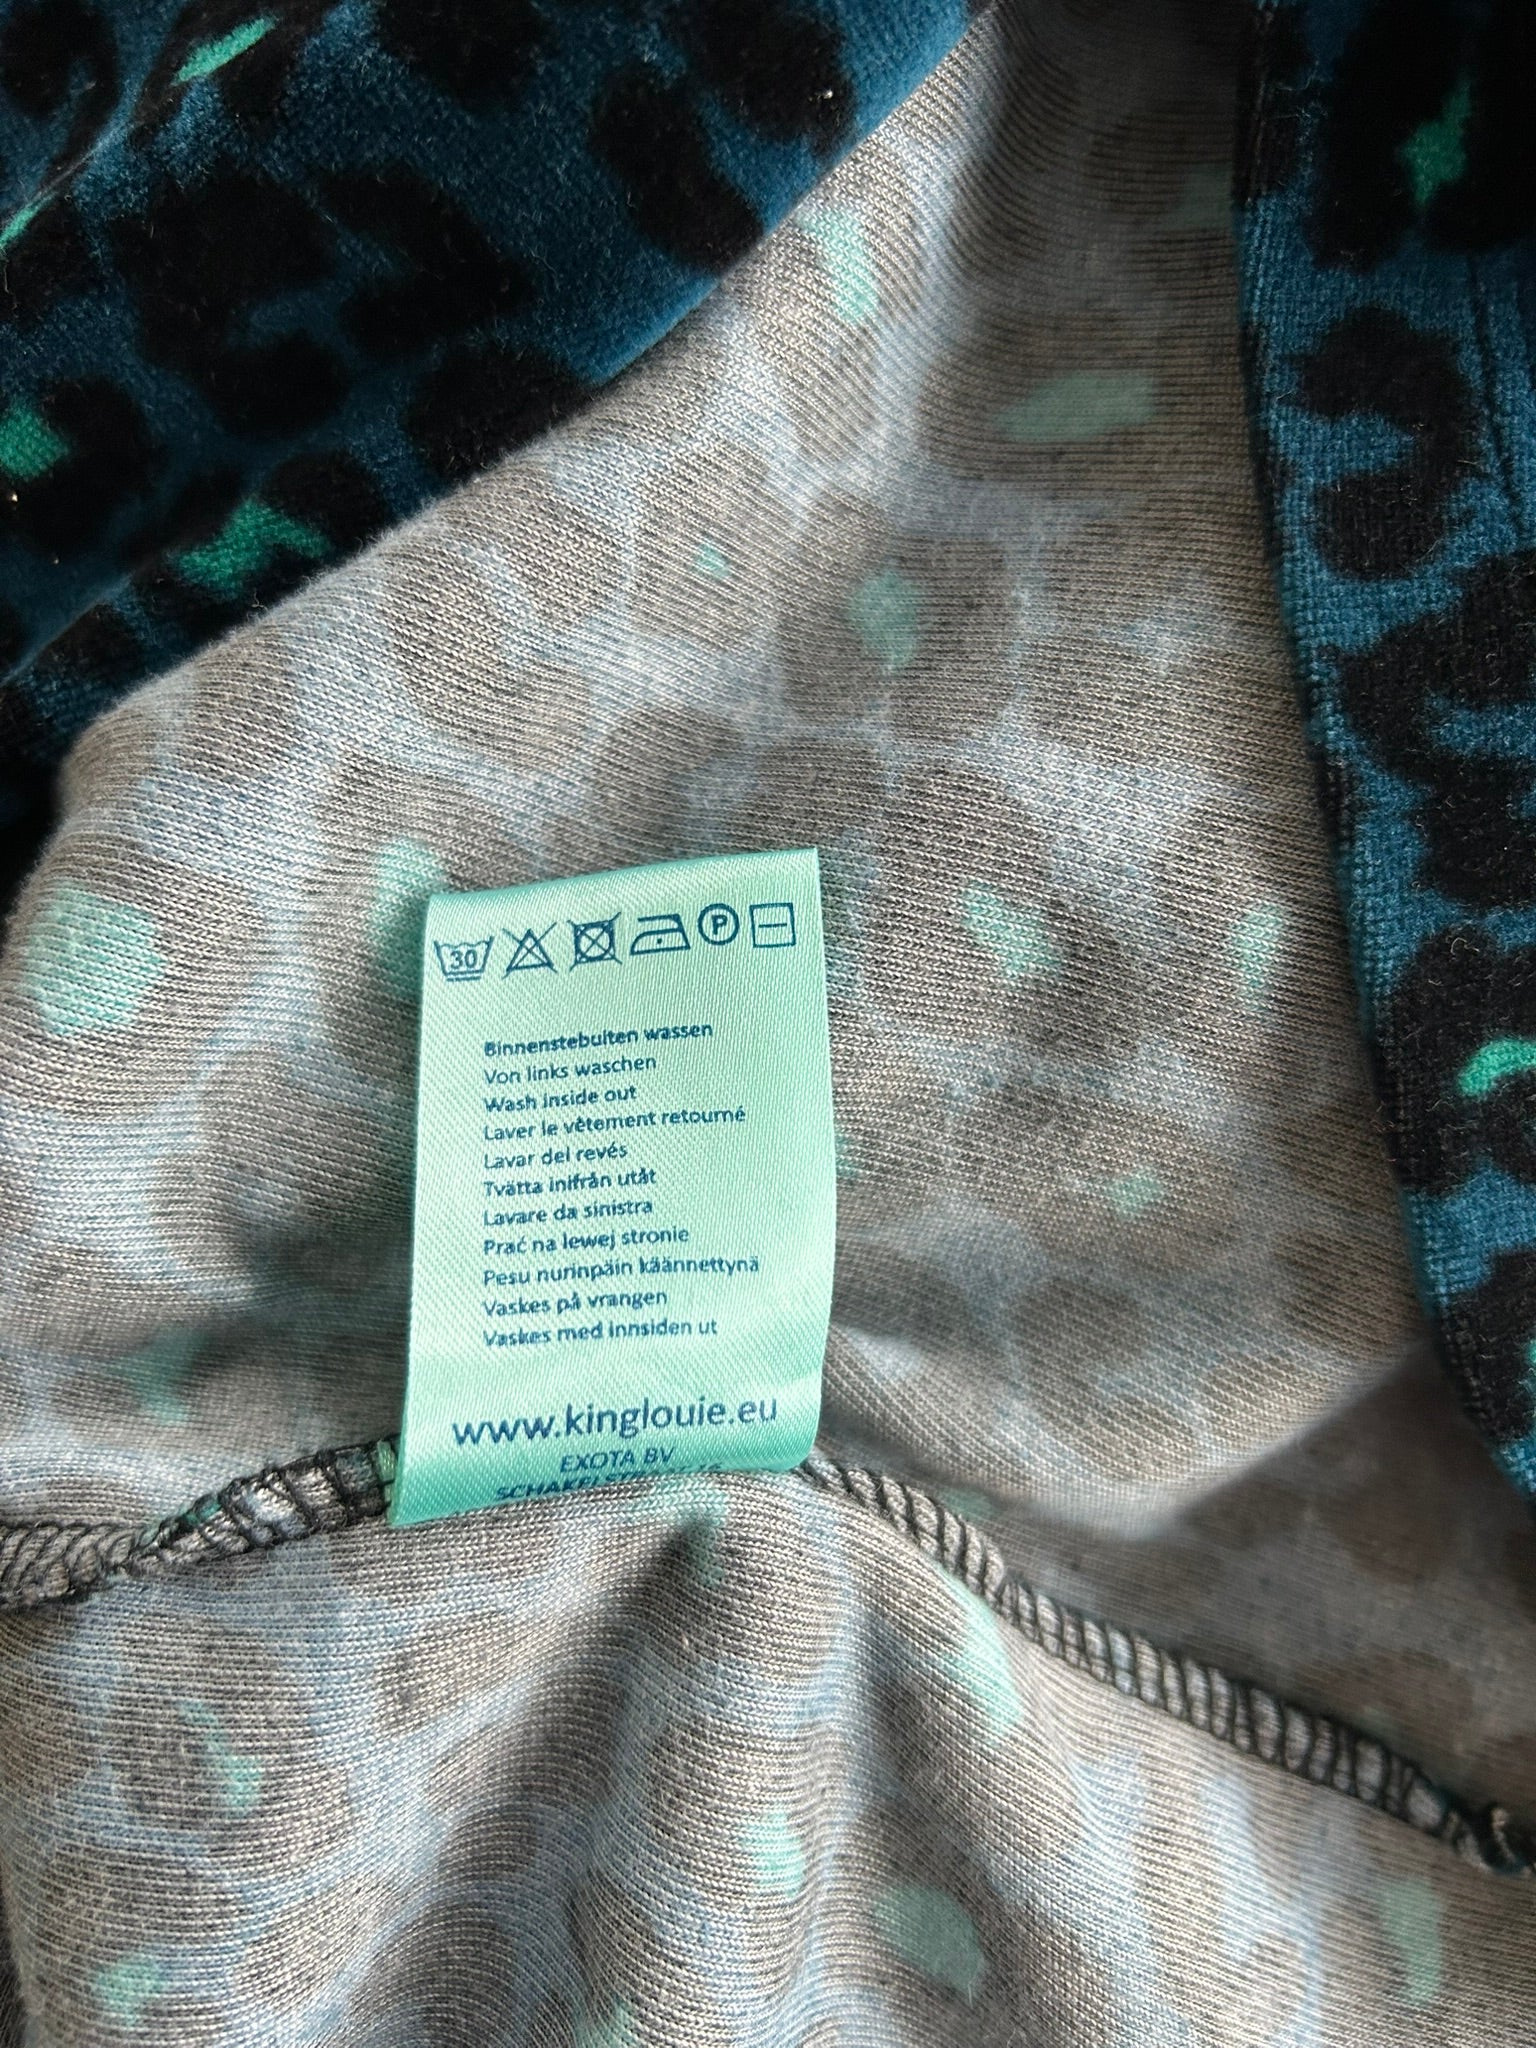 30
P
Binnenstebuiten wassen
Von links waschen
Wash inside out
Laver le vètement retourné
Lavar del revés
Tvätta inifrån utåt
Lavare da sinistra
Prać na lewej stronie
Pesu nurinpäin käännettynä
Vaskes på vrangen
Vaskes med innsiden ut
www.kinglouie.eu
EXOTA BV